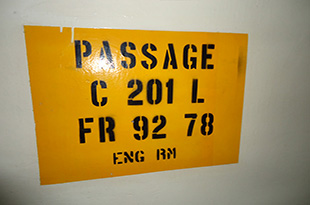 PASSAGE
C 201 L
FR 92 78
ENG RM